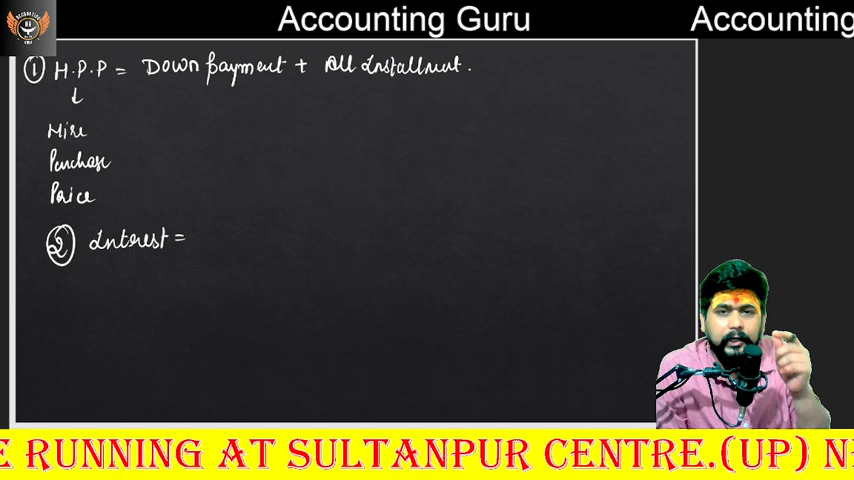 Accounting Guru
Accounting
① H.P.P = Down payment + All Installment.
Hire
Purchase
Price
② Interest =
E RUNNING AT SULTANPUR CENTRE.(UP) N